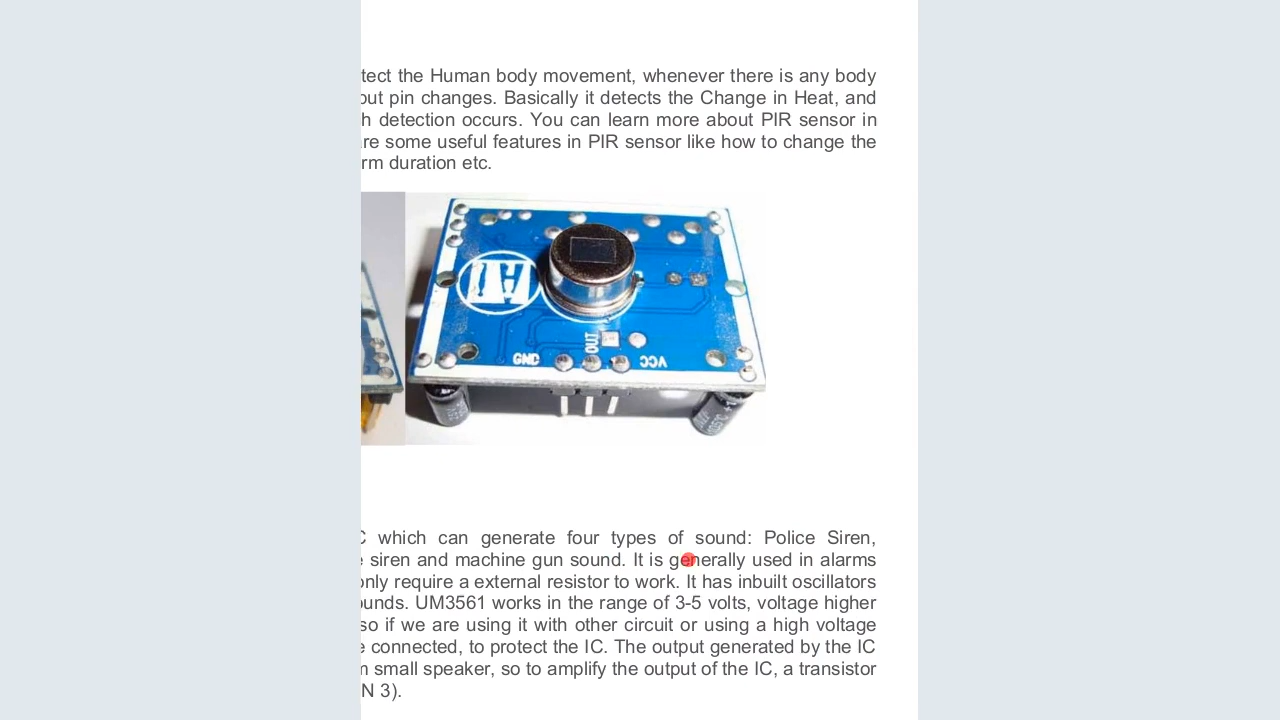 tect the Human body movement, whenever there is any body
out pin changes. Basically it detects the Change in Heat, and
h detection occurs. You can learn more about PIR sensor in
are some useful features in PIR sensor like how to change the
rm duration etc.
OUT
GND
VCC
which can generate four types of sound: Police Siren,
siren and machine gun sound. It is generally used in alarms
only require a external resistor to work. It has inbuilt oscillators
ounds. UM3561 works in the range of 3-5 volts, voltage higher
so if we are using it with other circuit or using a high voltage
connected, to protect the IC. The output generated by the IC
small speaker, so to amplify the output of the IC, a transistor
N 3).